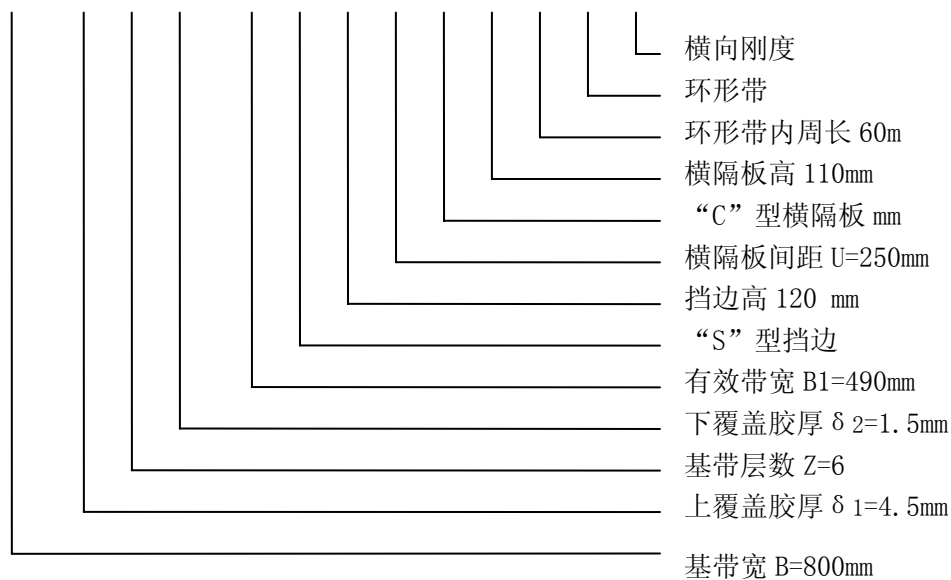 横向刚度
环形带
环形带内周长 60m
横隔板高 110mm
“C”型横隔板 mm
横隔板间距 U=250mm
挡边高 120 mm
“S”型挡边
有效带宽 B1=490mm
下覆盖胶厚 δ 2=1.5mm
基带层数 Z=6
上覆盖胶厚 δ 1=4.5mm
基带宽 B=800mm